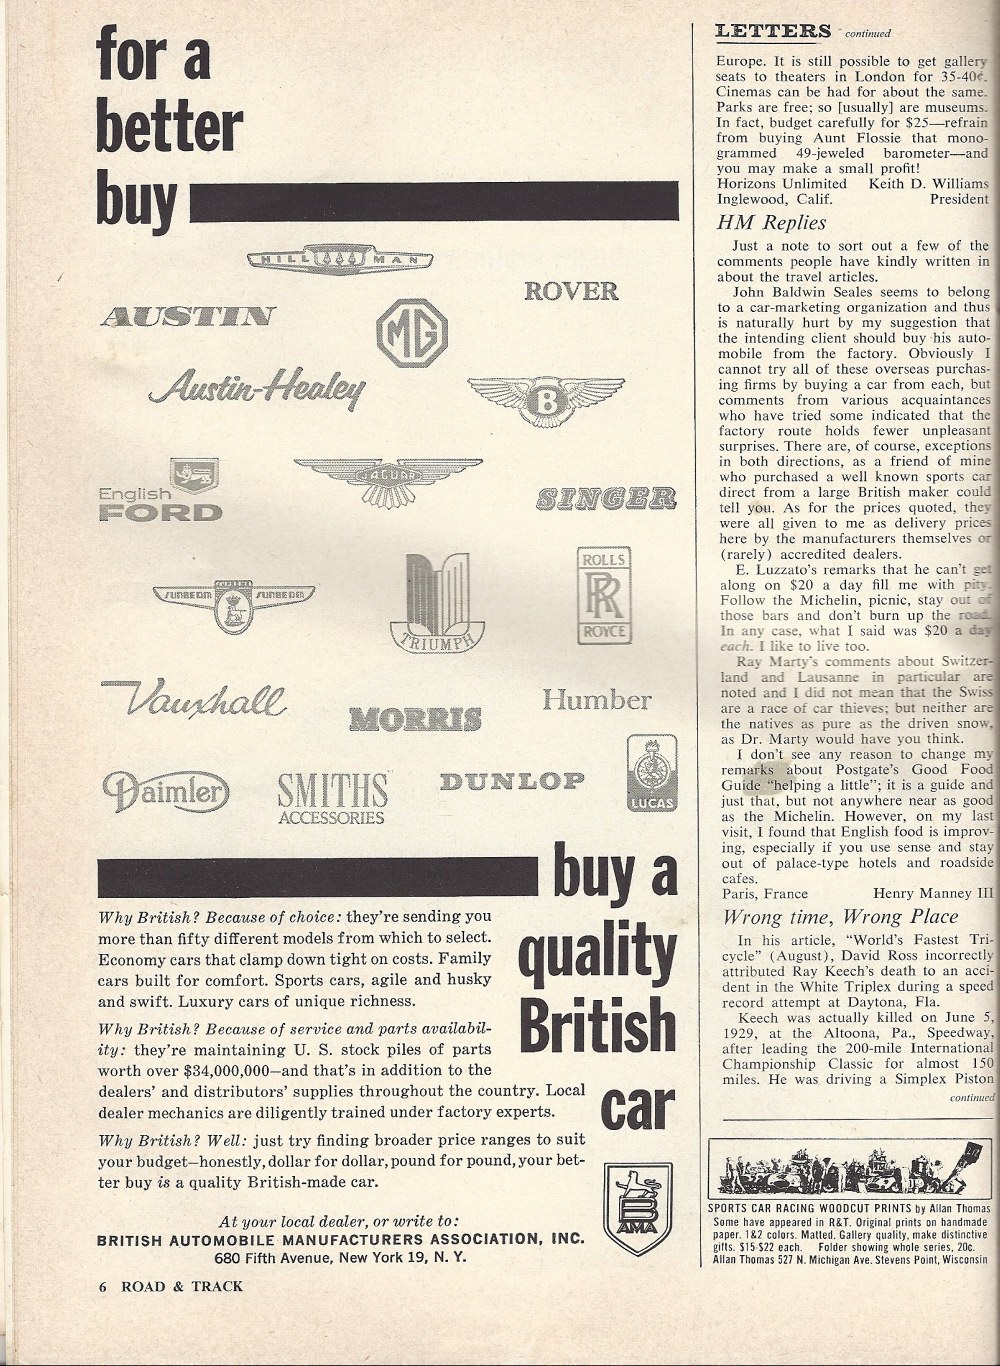 for a
better
buy
HILLMAN
ROVER
AUSTIN
MG
Austin-Healey
B
English
FORD
JAGUAR
SINGER
SUPREME
SUNBEAM SUNBEAM
TRIUMPH
ROLLS
RR
ROYCE
Vauxhall
MORRIS
Humber
Daimler
SMITHS
ACCESSORIES
DUNLOP
LUCAS
buy a
quality
British
car
Why British? Because of choice: they're sending you
more than fifty different models from which to select.
Economy cars that clamp down tight on costs. Family
cars built for comfort. Sports cars, agile and husky
and swift. Luxury cars of unique richness.
Why British? Because of service and parts availabil-
ity: they're maintaining U. S. stock piles of parts
worth over $34,000,000—and that's in addition to the
dealers' and distributors' supplies throughout the country. Local
dealer mechanics are diligently trained under factory experts.
Why British? Well: just try finding broader price ranges to suit
your budget—honestly, dollar for dollar, pound for pound, your bet-
ter buy is a quality British-made car.
At your local dealer, or write to:
BRITISH AUTOMOBILE MANUFACTURERS ASSOCIATION, INC.
680 Fifth Avenue, New York 19, N. Y.
B
AMA
6 ROAD & TRACK
LETTERS - continued
Europe. It is still possible to get gallery
seats to theaters in London for 35-40¢.
Cinemas can be had for about the same.
Parks are free; so [usually] are museums.
In fact, budget carefully for $25—refrain
from buying Aunt Flossie that mono-
grammed 49-jeweled barometer—and
you may make a small profit!
Horizons Unlimited Keith D. Williams
Inglewood, Calif. President
HM Replies
Just a note to sort out a few of the
comments people have kindly written in
about the travel articles.
John Baldwin Seales seems to belong
to a car-marketing organization and thus
is naturally hurt by my suggestion that
the intending client should buy his auto-
mobile from the factory. Obviously I
cannot try all of these overseas purchas-
ing firms by buying a car from each, but
comments from various acquaintances
who have tried some indicated that the
factory route holds fewer unpleasant
surprises. There are, of course, exceptions
in both directions, as a friend of mine
who purchased a well known sports car
direct from a large British maker could
tell you. As for the prices quoted, they
were all given to me as delivery prices
here by the manufacturers themselves or
(rarely) accredited dealers.
E. Luzzato's remarks that he can't get
along on $20 a day fill me with pity.
Follow the Michelin, picnic, stay out of
those bars and don't burn up the road.
In any case, what I said was $20 a day
each. I like to live too.
Ray Marty's comments about Switzer-
land and Lausanne in particular are
noted and I did not mean that the Swiss
are a race of car thieves; but neither are
the natives as pure as the driven snow,
as Dr. Marty would have you think.
I don't see any reason to change my
remarks about Postgate's Good Food
Guide "helping a little"; it is a guide and
just that, but not anywhere near as good
as the Michelin. However, on my last
visit, I found that English food is improv-
ing, especially if you use sense and stay
out of palace-type hotels and roadside
cafes.
Paris, France Henry Manney III
Wrong time, Wrong Place
In his article, "World's Fastest Tri-
cycle" (August), David Ross incorrectly
attributed Ray Keech's death to an acci-
dent in the White Triplex during a speed
record attempt at Daytona, Fla.
Keech was actually killed on June 5,
1929, at the Altoona, Pa., Speedway,
after leading the 200-mile International
Championship Classic for almost 150
miles. He was driving a Simplex Piston
continued
SPORTS CAR RACING WOODCUT PRINTS by Allan Thomas
Some have appeared in R&T. Original prints on handmade
paper. 1&2 colors. Matted. Gallery quality, make distinctive
gifts. $15-$22 each. Folder showing whole series, 20c.
Allan Thomas 527 N. Michigan Ave. Stevens Point, Wisconsin